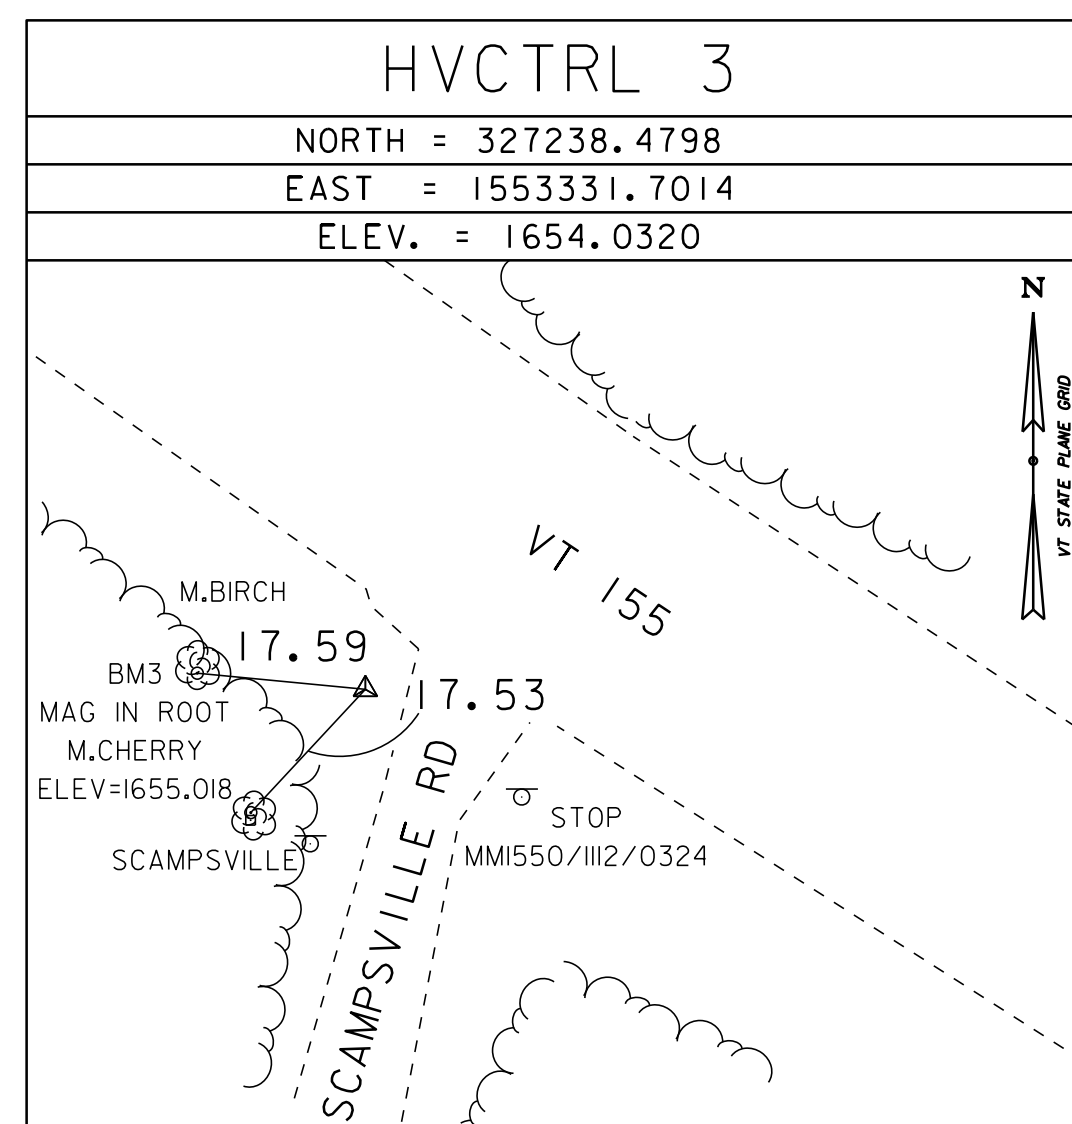 HVCTRL 3
NORTH = 327238.4798
EAST = 1553331.7014
ELEV. = 1654.0320
N
VT STATE PLANE GRID
VT 155
M.BIRCH
17.59
BM3
17.53
MAG IN ROOT
M.CHERRY
ELEV=1655.018
STOP
SCAMPSVILLE
MM1550/1112/0324
SCAMPSVILLE RD